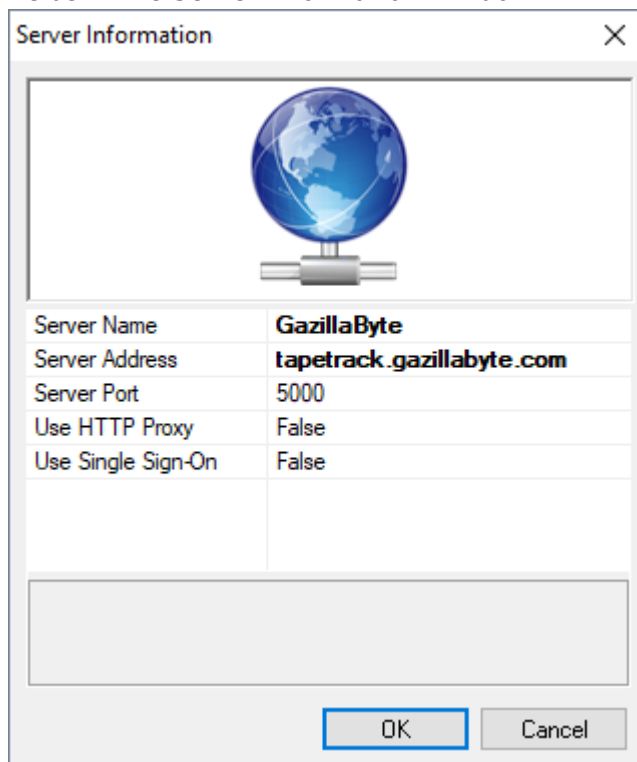 Server Information
Server Name GazillaByte
Server Address tapetrack.gazillabyte.com
Server Port 5000
Use HTTP Proxy False
Use Single Sign-On False
OK Cancel